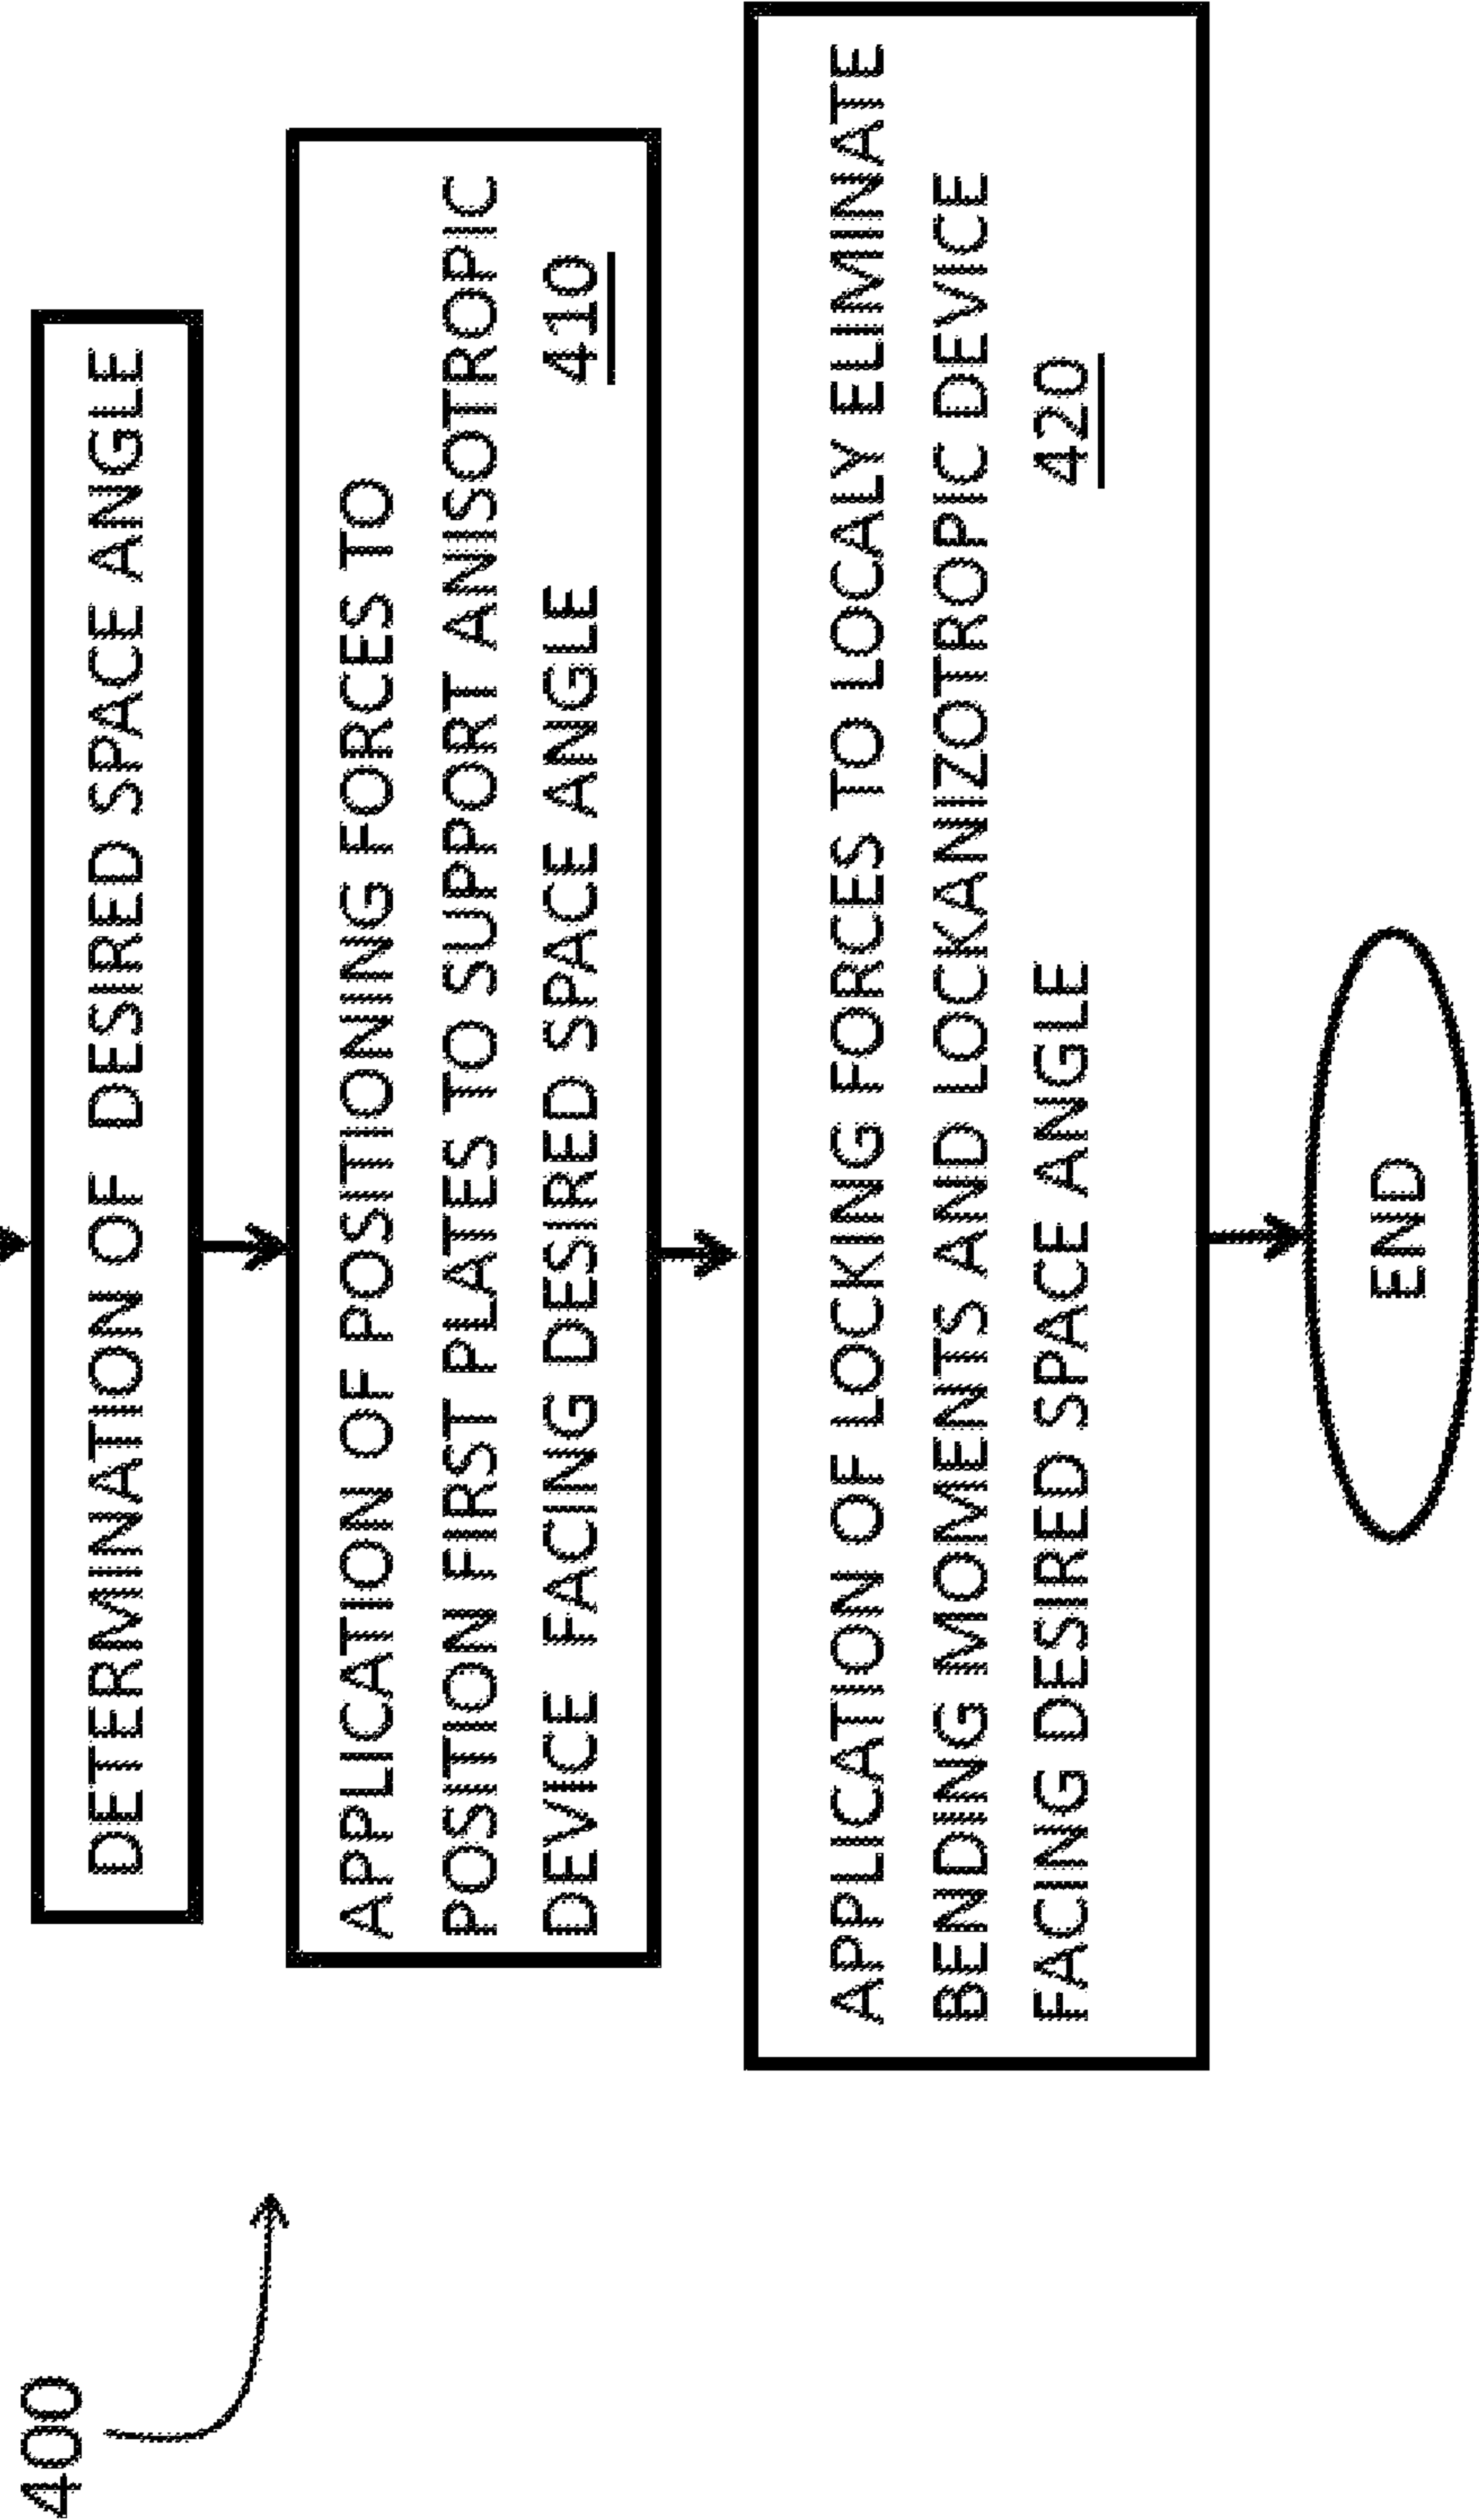 400
DETERMINATION OF DESIRED SPACE ANGLE
APPLICATION OF POSITIONING FORCES TO
POSITION FIRST PLATES TO SUPPORT ANISOTROPIC
DEVICE FACING DESIRED SPACE ANGLE 410
APPLICATION OF LOCKING FORCES TO LOCALY ELIMINATE
BENDING MOMENTS AND LOCKANIZOTROPIC DEVICE
FACING DESIRED SPACE ANGLE 420
END